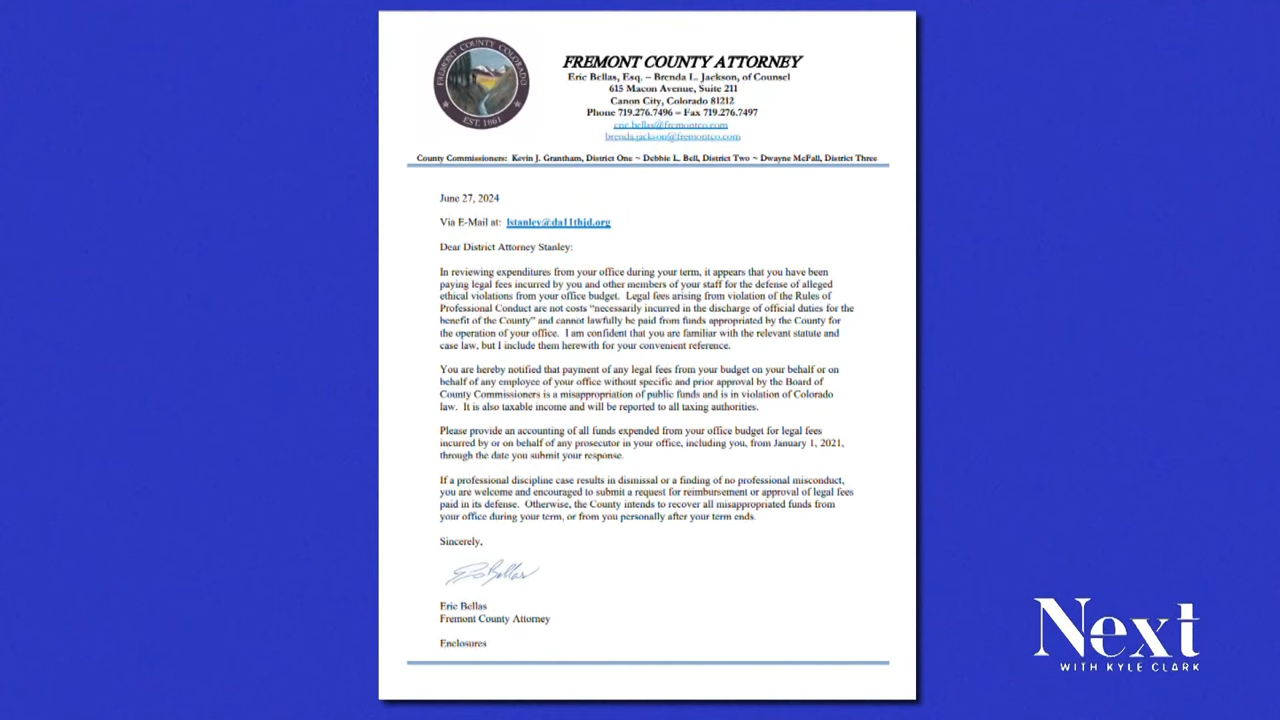 FREMONT COUNTY COLORADO
EST. 1861
FREMONT COUNTY ATTORNEY
Eric Bellas, Esq. – Brenda L. Jackson, of Counsel
615 Macon Avenue, Suite 211
Canon City, Colorado 81212
Phone 719.276.7496 – Fax 719.276.7497
eric.bellas@fremontco.com
brenda.jackson@fremontco.com
County Commissioners: Kevin J. Grantham, District One ~ Debbie L. Bell, District Two ~ Dwayne McFall, District Three
June 27, 2024
Via E-Mail at: lstanley@da11thjd.org
Dear District Attorney Stanley:
In reviewing expenditures from your office during your term, it appears that you have been
paying legal fees incurred by you and other members of your staff for the defense of alleged
ethical violations from your office budget. Legal fees arising from violation of the Rules of
Professional Conduct are not costs “necessarily incurred in the discharge of official duties for the
benefit of the County” and cannot lawfully be paid from funds appropriated by the County for
the operation of your office. I am confident that you are familiar with the relevant statute and
case law, but I include them herewith for your convenient reference.
You are hereby notified that payment of any legal fees from your budget on your behalf or on
behalf of any employee of your office without specific and prior approval by the Board of
County Commissioners is a misappropriation of public funds and is in violation of Colorado
law. It is also taxable income and will be reported to all taxing authorities.
Please provide an accounting of all funds expended from your office budget for legal fees
incurred by or on behalf of any prosecutor in your office, including you, from January 1, 2021,
through the date you submit your response.
If a professional discipline case results in dismissal or a finding of no professional misconduct,
you are welcome and encouraged to submit a request for reimbursement or approval of legal fees
paid in its defense. Otherwise, the County intends to recover all misappropriated funds from
your office during your term, or from you personally after your term ends.
Sincerely,
Eric Bellas
Eric Bellas
Fremont County Attorney
Enclosures
Next
WITH KYLE CLARK